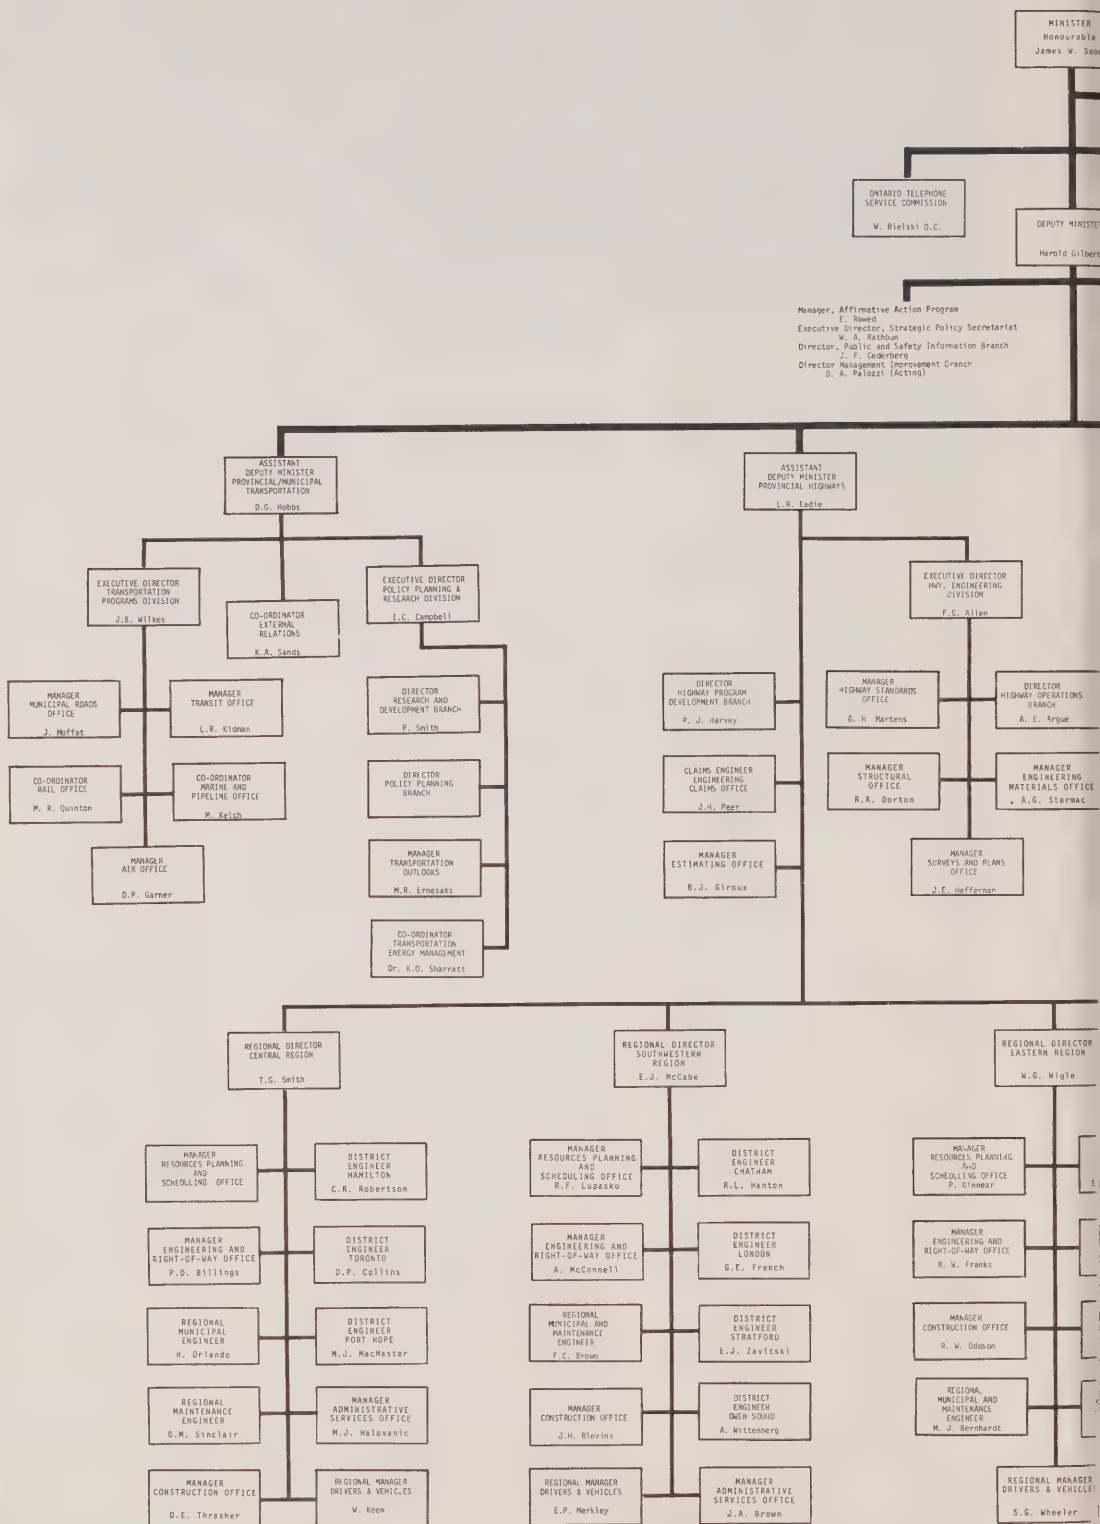 MINISTER
Honourable
James W.
ONTARIO TELEPHONE
SERVICE COMMISSION
W. Bielski Q.C.
DEPUTY
Harold Gilbert
Manager, Affirmative Action Program
E. Rowed
Executive Director, Strategic Policy Secretariat
W. A. Rathbun
Director, Public and Safety Information Branch
J. F. Cederberg
Director Management Improvement Branch
D. A. Palozzi (Acting)
ASSISTANT
DEPUTY MINISTER
PROVINCIAL/MUNICIPAL
TRANSPORTATION
D.G. Hobbs
ASSISTANT
DEPUTY MINISTER
PROVINCIAL HIGHWAYS
L.R. Eadie
EXECUTIVE DIRECTOR
TRANSPORTATION
PROGRAMS DIVISION
J.B. Wilkes
CO-ORDINATOR
EXTERNAL
RELATIONS
K.A. Sands
EXECUTIVE DIRECTOR
POLICY PLANNING &
RESEARCH DIVISION
I.C. Campbell
EXECUTIVE DIRECTOR
HWY. ENGINEERING
DIVISION
F.G. Allen
MANAGER
MUNICIPAL ROADS
OFFICE
J. Moffat
MANAGER
TRANSIT OFFICE
L.R. Kidman
DIRECTOR
RESEARCH AND
DEVELOPMENT BRANCH
P. Smith
DIRECTOR
HIGHWAY PROGRAM
DEVELOPMENT BRANCH
P. J. Harvey
MANAGER
HIGHWAY STANDARDS
OFFICE
G. H. Martens
DIRECTOR
HIGHWAY OPERATIONS
BRANCH
A. E. Argue
CO-ORDINATOR
RAIL OFFICE
M. R. Quinton
CO-ORDINATOR
MARINE AND
PIPELINE OFFICE
M. Kelch
DIRECTOR
POLICY PLANNING
BRANCH
CLAIMS ENGINEER
ENGINEERING
CLAIMS OFFICE
J.H. Peer
MANAGER
STRUCTURAL
OFFICE
R.A. Dorton
MANAGER
ENGINEERING
MATERIALS OFFICE
A.G. Stermac
MANAGER
AIR OFFICE
D.P. Garner
MANAGER
TRANSPORTATION
OUTLOOKS
M.R. Ernesaks
MANAGER
ESTIMATING OFFICE
B.J. Giroux
MANAGER
SURVEYS AND PLANS
OFFICE
J.E. Heffernan
CO-ORDINATOR
TRANSPORTATION
ENERGY MANAGEMENT
Dr. K.O. Sharratt
REGIONAL DIRECTOR
CENTRAL REGION
T.G. Smith
REGIONAL DIRECTOR
SOUTHWESTERN
REGION
E.J. McCabe
REGIONAL DIRECTOR
EASTERN REGION
W.G. Wigle
MANAGER
RESOURCES PLANNING
AND
SCHEDULING OFFICE
DISTRICT
ENGINEER
HAMILTON
C.R. Robertson
MANAGER
RESOURCES PLANNING
AND
SCHEDULING OFFICE
R.F. Lupasko
DISTRICT
ENGINEER
CHATHAM
R.L. Hanton
MANAGER
RESOURCES PLANNING
AND
SCHEDULING OFFICE
P. Kinnear
MANAGER
ENGINEERING AND
RIGHT-OF-WAY OFFICE
P.D. Billings
DISTRICT
ENGINEER
TORONTO
D.P. Collins
MANAGER
ENGINEERING AND
RIGHT-OF-WAY OFFICE
A. McConnell
DISTRICT
ENGINEER
LONDON
G.E. French
MANAGER
ENGINEERING AND
RIGHT-OF-WAY OFFICE
R. W. Franks
REGIONAL
MUNICIPAL
ENGINEER
H. Orlando
DISTRICT
ENGINEER
PORT HOPE
M.J. MacMaster
REGIONAL
MUNICIPAL AND
MAINTENANCE
ENGINEER
F.C. Brown
DISTRICT
ENGINEER
STRATFORD
E.J. Zavitski
MANAGER
CONSTRUCTION OFFICE
R. W. Oddson
REGIONAL
MAINTENANCE
ENGINEER
G.M. Sinclair
MANAGER
ADMINISTRATIVE
SERVICES OFFICE
M.J. Halovanic
MANAGER
CONSTRUCTION OFFICE
J.H. Blevins
DISTRICT
ENGINEER
OWEN SOUND
A. Wittenberg
REGIONAL
MUNICIPAL AND
MAINTENANCE
ENGINEER
M. J. Bernhardt
MANAGER
CONSTRUCTION OFFICE
D.E. Thrasher
REGIONAL MANAGER
DRIVERS & VEHICLES
W. Keen
REGIONAL MANAGER
DRIVERS & VEHICLES
E.P. Merkley
MANAGER
ADMINISTRATIVE
SERVICES OFFICE
J.A. Brown
REGIONAL MANAGER
DRIVERS & VEHICLES
S.G. Wheeler